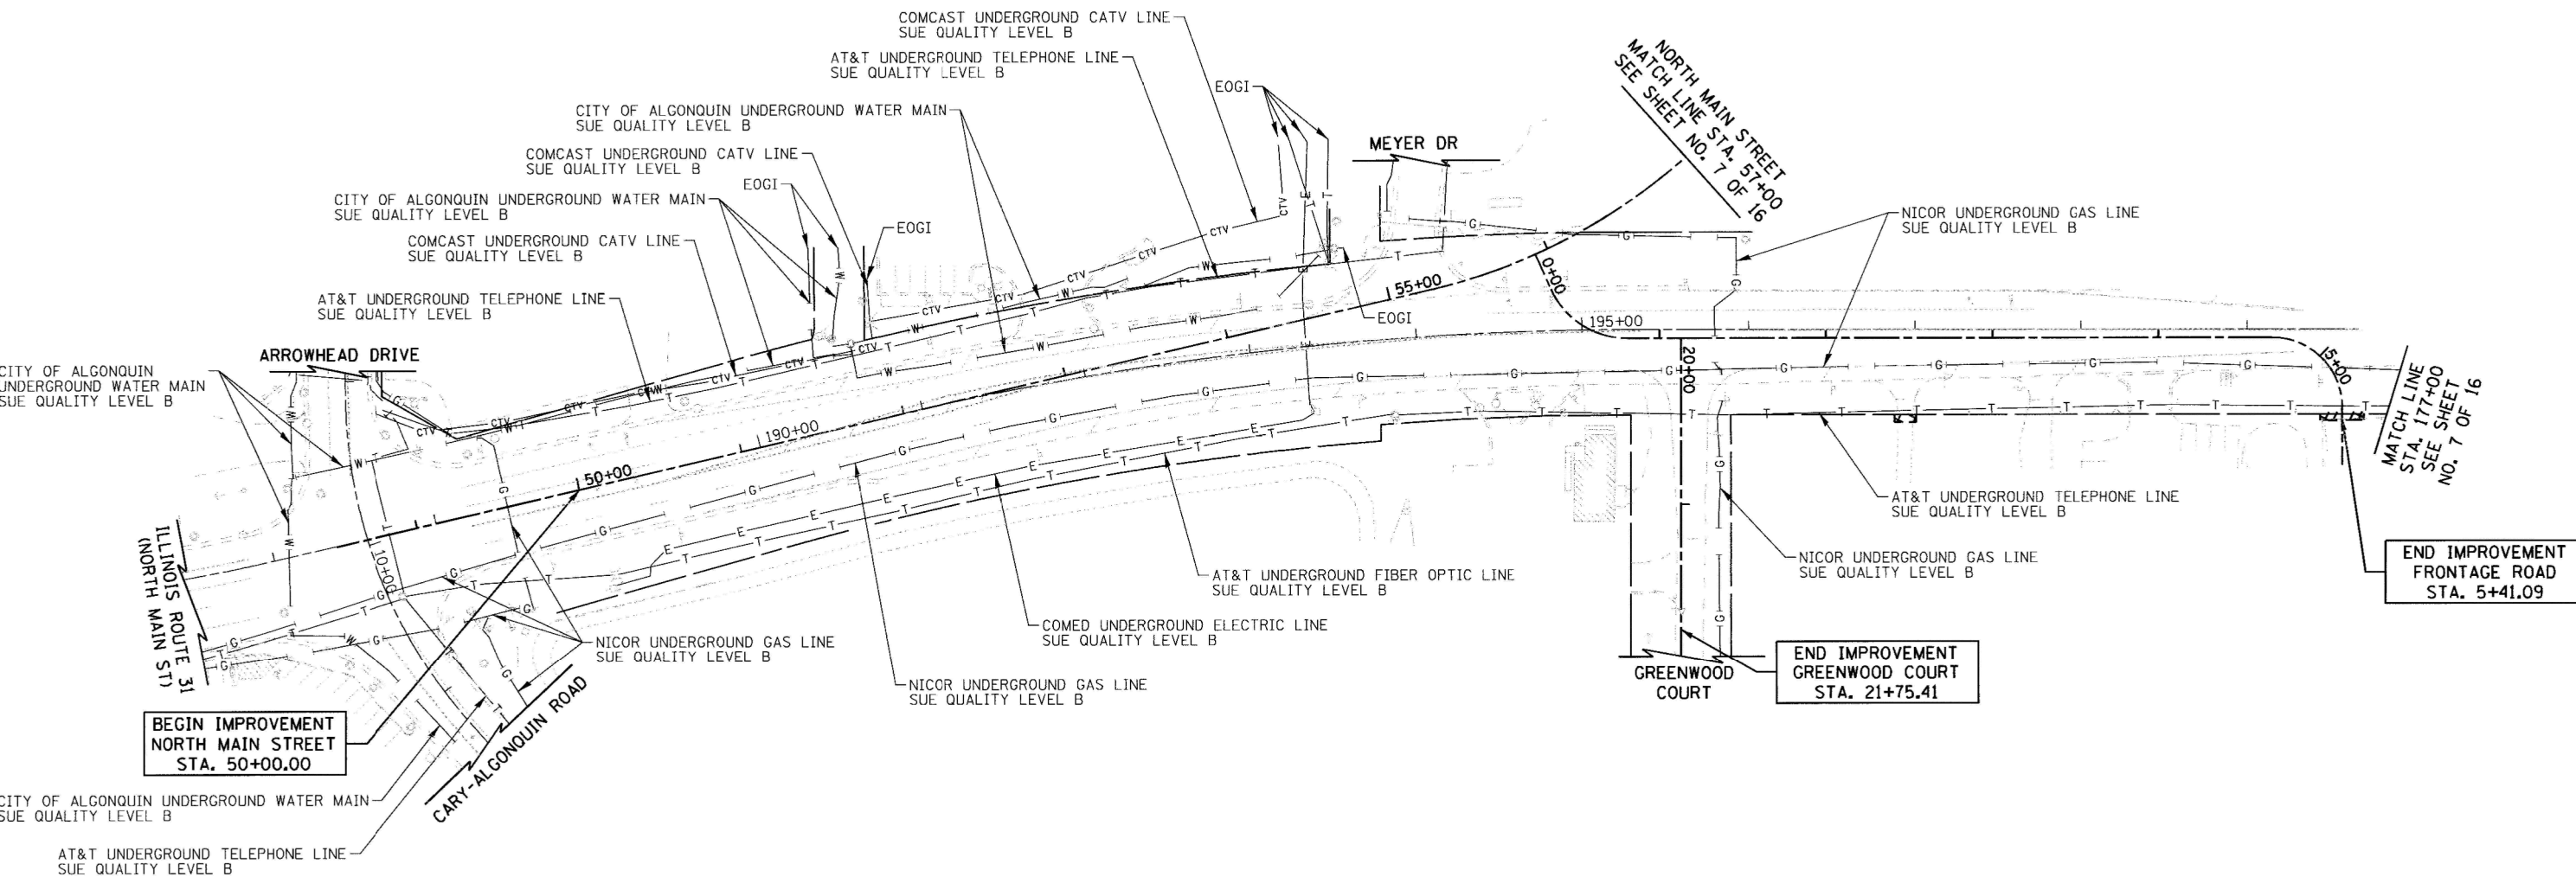 COMCAST UNDERGROUND CATV LINE
SUE QUALITY LEVEL B
AT&T UNDERGROUND TELEPHONE LINE
SUE QUALITY LEVEL B
EOGI
CITY OF ALGONQUIN UNDERGROUND WATER MAIN
SUE QUALITY LEVEL B
COMCAST UNDERGROUND CATV LINE
SUE QUALITY LEVEL B
EOGI
CITY OF ALGONQUIN UNDERGROUND WATER MAIN
SUE QUALITY LEVEL B
EOGI
COMCAST UNDERGROUND CATV LINE
SUE QUALITY LEVEL B
AT&T UNDERGROUND TELEPHONE LINE
SUE QUALITY LEVEL B
MEYER DR
NORTH MAIN STREET
MATCH LINE STA. 57+00
SEE SHEET NO. 7 OF 16
NICOR UNDERGROUND GAS LINE
SUE QUALITY LEVEL B
ARROWHEAD DRIVE
CITY OF ALGONQUIN
UNDERGROUND WATER MAIN
SUE QUALITY LEVEL B
EOGI
55+00
0+00
195+00
20+00
5+00
190+00
50+00
10+00
MATCH LINE
STA. 177+00
SEE SHEET
NO. 7 OF 16
AT&T UNDERGROUND TELEPHONE LINE
SUE QUALITY LEVEL B
NICOR UNDERGROUND GAS LINE
SUE QUALITY LEVEL B
END IMPROVEMENT
FRONTAGE ROAD
STA. 5+41.09
AT&T UNDERGROUND FIBER OPTIC LINE
SUE QUALITY LEVEL B
COMED UNDERGROUND ELECTRIC LINE
SUE QUALITY LEVEL B
NICOR UNDERGROUND GAS LINE
SUE QUALITY LEVEL B
NICOR UNDERGROUND GAS LINE
SUE QUALITY LEVEL B
GREENWOOD
COURT
END IMPROVEMENT
GREENWOOD COURT
STA. 21+75.41
ILLINOIS ROUTE 31
(NORTH MAIN ST)
BEGIN IMPROVEMENT
NORTH MAIN STREET
STA. 50+00.00
CARY-ALGONQUIN ROAD
CITY OF ALGONQUIN UNDERGROUND WATER MAIN
SUE QUALITY LEVEL B
AT&T UNDERGROUND TELEPHONE LINE
SUE QUALITY LEVEL B